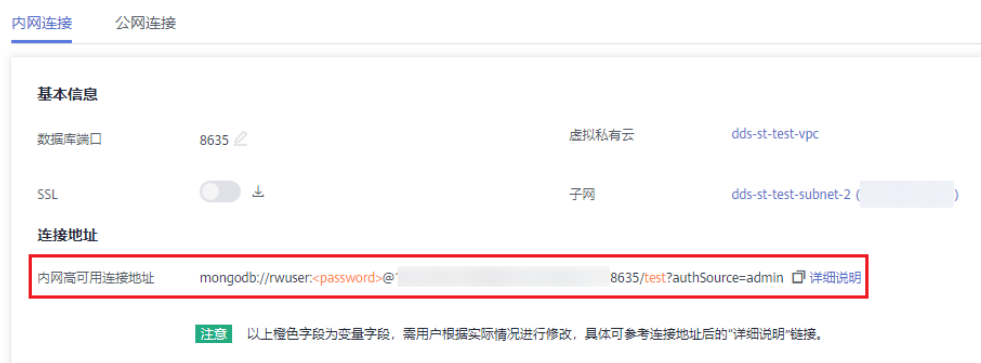 内网连接 公网连接
基本信息
数据库端口 8635 虚拟私有云 dds-st-test-vpc
SSL 子网 dds-st-test-subnet-2 ( )
连接地址
内网高可用连接地址 mongodb://rwuser:<password>@ 8635/test?authSource=admin 详细说明
注意 以上橙色字段为变量字段，需用户根据实际情况进行修改，具体可参考连接地址后的“详细说明”链接。